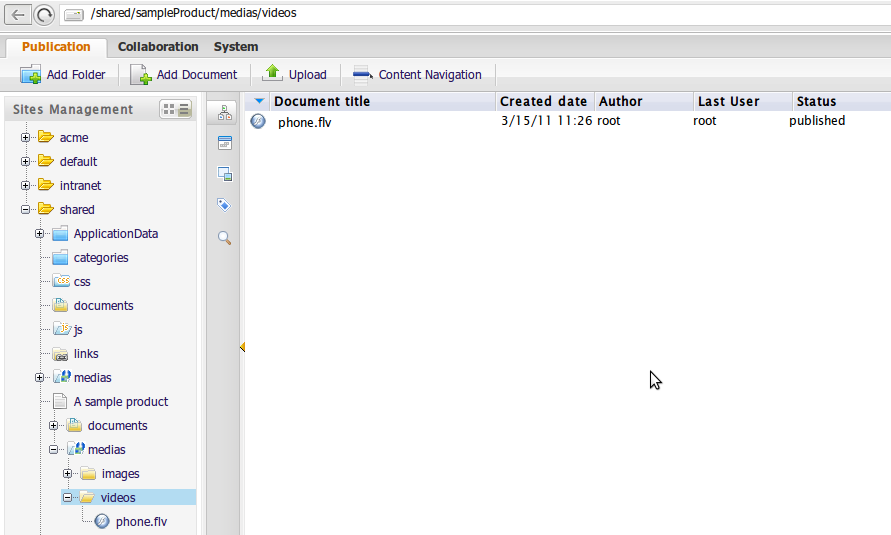 /shared/sampleProduct/medias/videos
Publication Collaboration System
Add Folder Add Document Upload Content Navigation
Sites Management
Document title Created date Author Last User Status
phone.flv 3/15/11 11:26 root root published
acme
default
intranet
shared
ApplicationData
categories
css
documents
js
links
medias
A sample product
documents
medias
images
videos
phone.flv